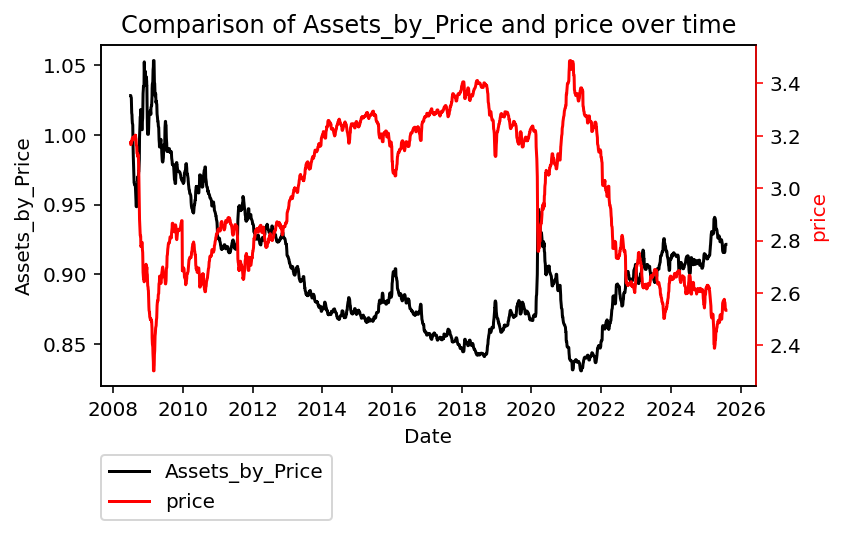 Comparison of Assets_by_Price and price over time
Assets_by_Price
1.05
1.00
0.95
0.90
0.85
price
3.4
3.2
3.0
2.8
2.6
2.4
2008 2010 2012 2014 2016 2018 2020 2022 2024 2026
Date
Assets_by_Price
price